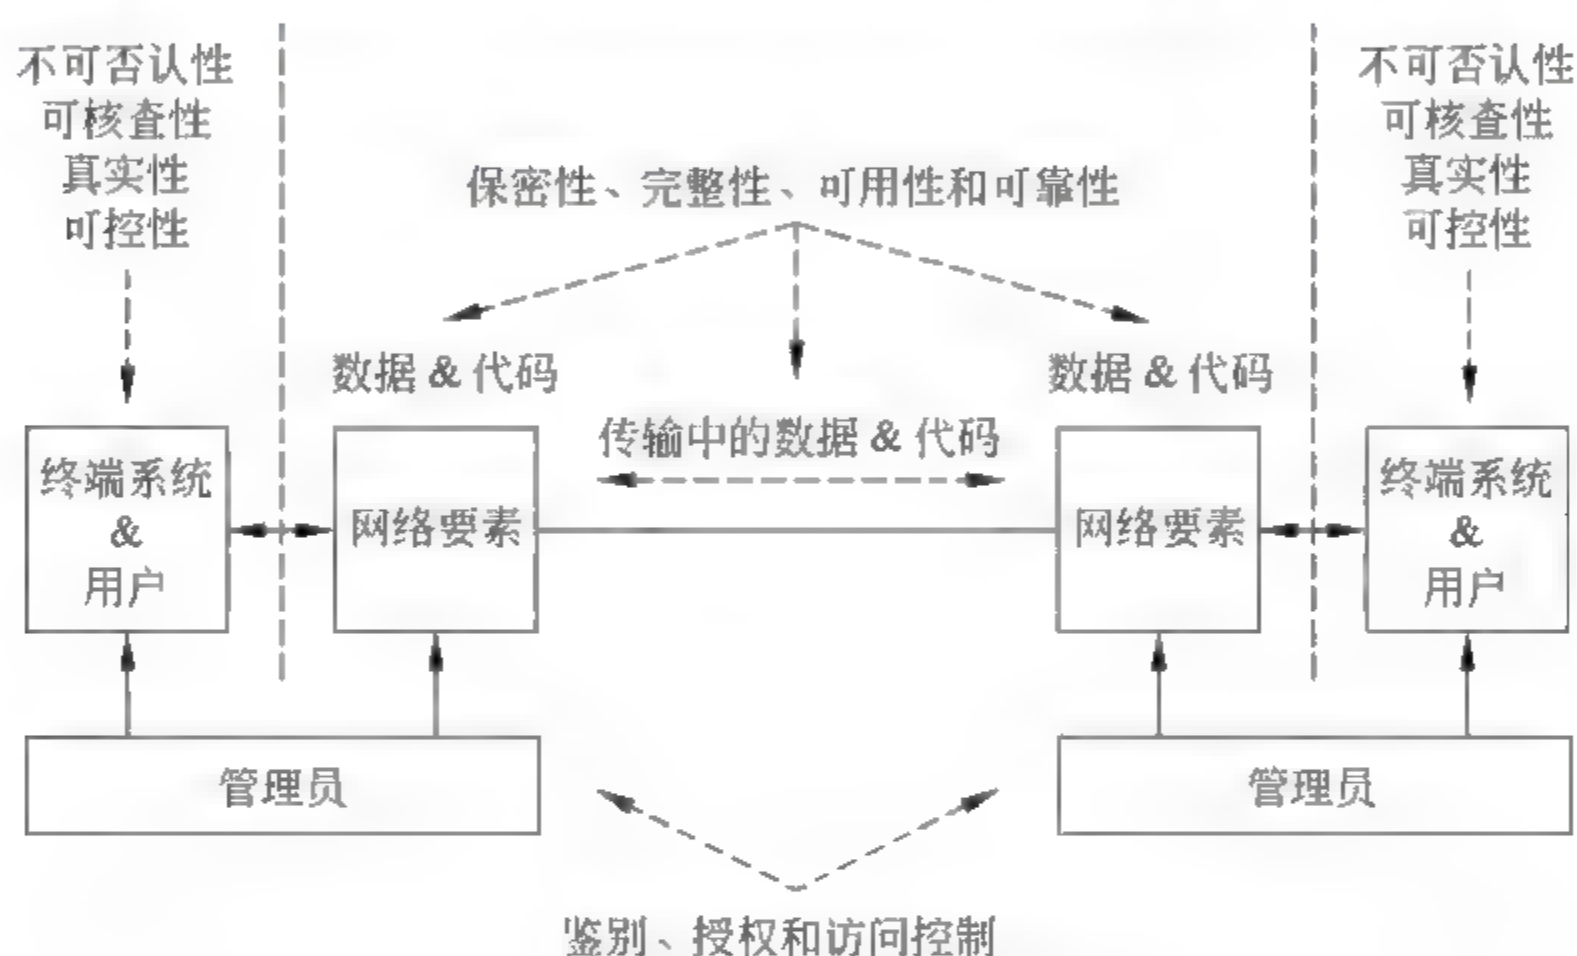 不可否认性
可核查性
真实性
可控性
不可否认性
可核查性
真实性
可控性
保密性、完整性、可用性和可靠性
数据 & 代码
数据 & 代码
传输中的数据 & 代码
终端系统
&
用户
网络要素
网络要素
终端系统
&
用户
管理员
管理员
鉴别、授权和访问控制